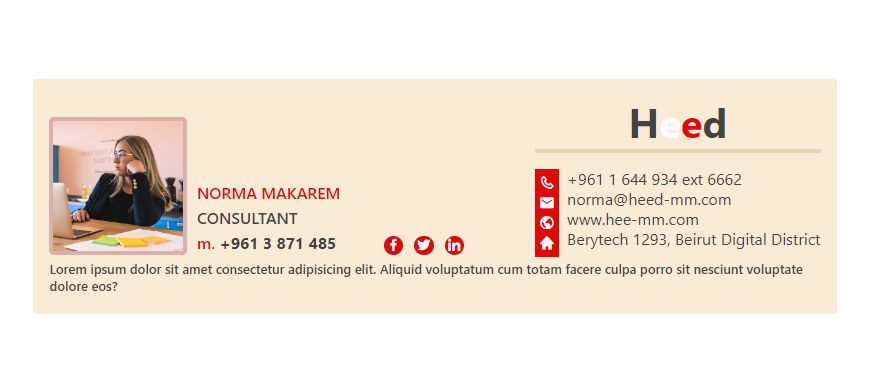 Heed
NORMA MAKAREM
CONSULTANT
m. +961 3 871 485
+961 1 644 934 ext 6662
norma@heed-mm.com
www.hee-mm.com
Berytech 1293, Beirut Digital District
Lorem ipsum dolor sit amet consectetur adipisicing elit. Aliquid voluptatum cum totam facere culpa porro sit nesciunt voluptate
dolore eos?